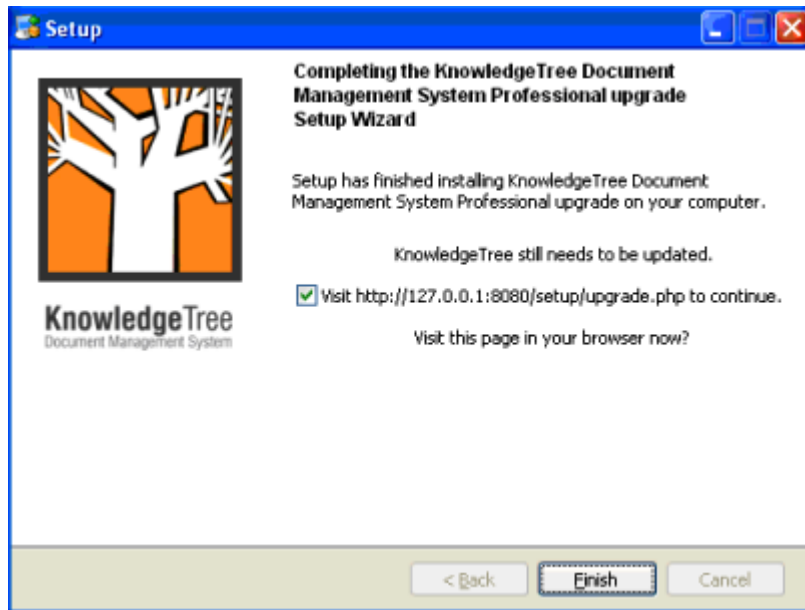 Setup
Completing the KnowledgeTree Document
Management System Professional upgrade
Setup Wizard
Setup has finished installing KnowledgeTree Document
Management System Professional upgrade on your computer.
KnowledgeTree still needs to be updated.
Visit http://127.0.0.1:8080/setup/upgrade.php to continue.
Visit this page in your browser now?
KnowledgeTree
Document Management System
< Back
Finish
Cancel